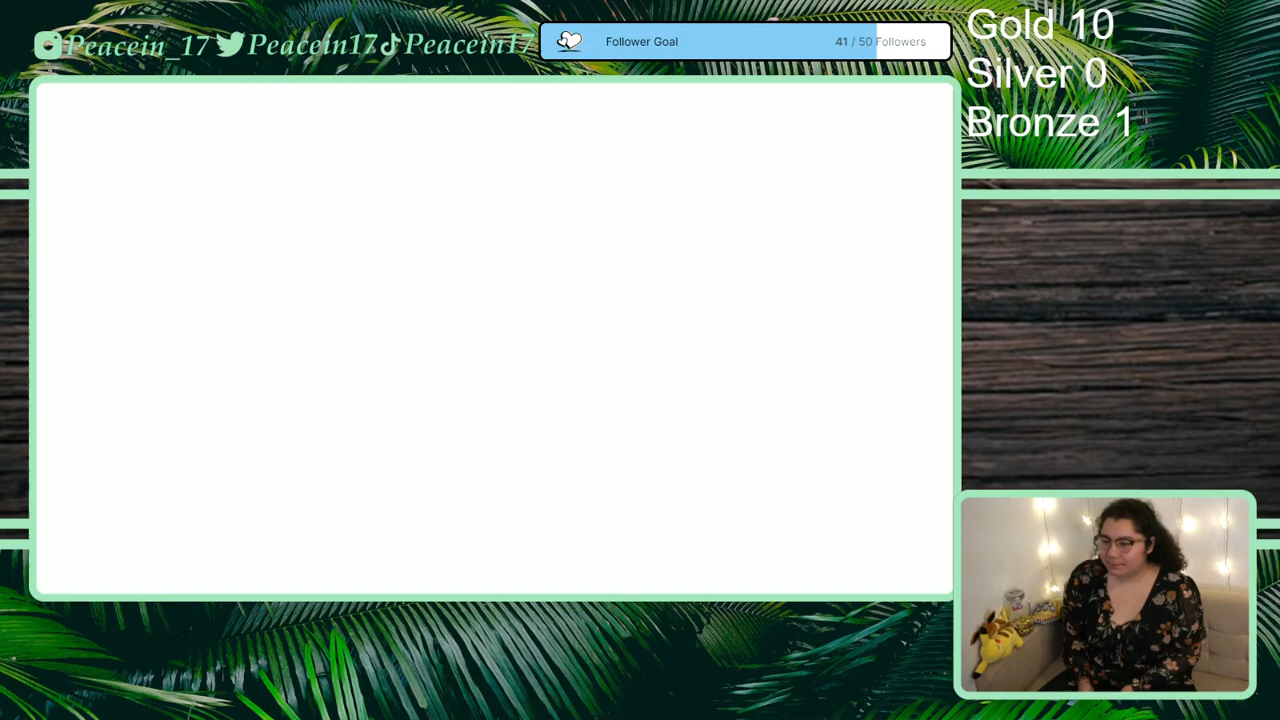 Peacein_17 Peacein17 Peacein17
Follower Goal 41 / 50 Followers
Gold 10
Silver 0
Bronze 1